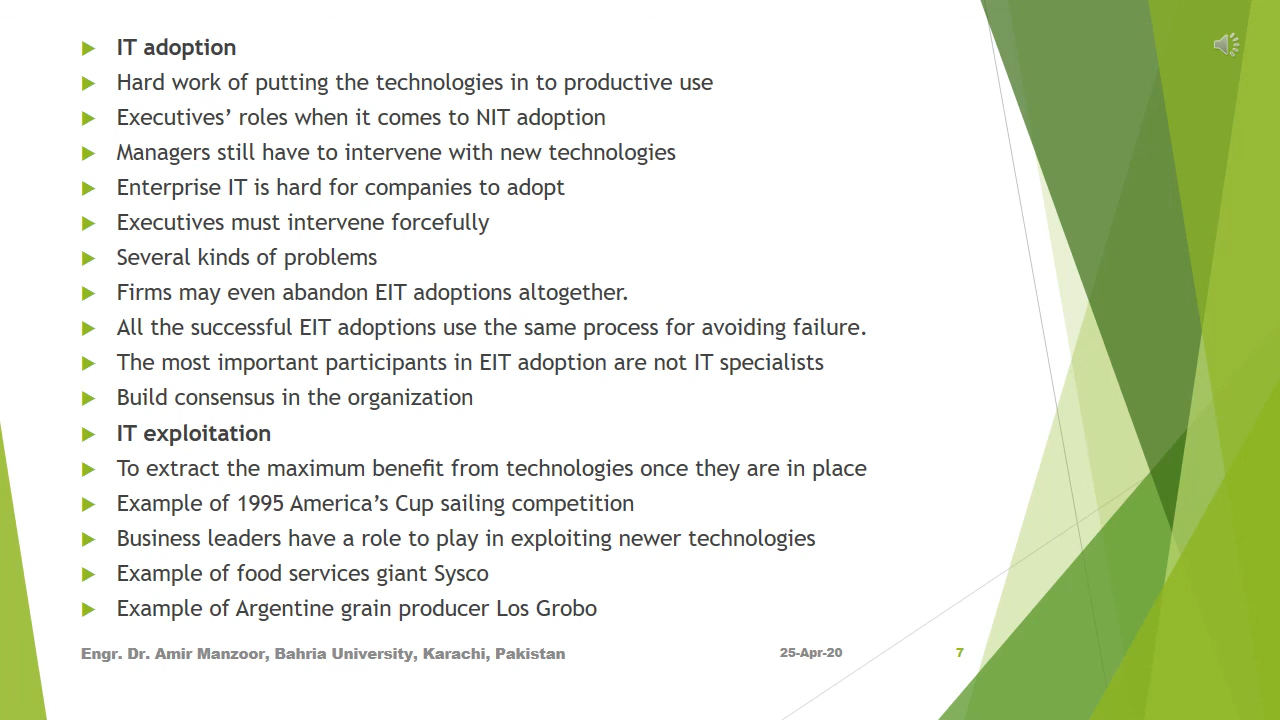 IT adoption
Hard work of putting the technologies in to productive use
Executives’ roles when it comes to NIT adoption
Managers still have to intervene with new technologies
Enterprise IT is hard for companies to adopt
Executives must intervene forcefully
Several kinds of problems
Firms may even abandon EIT adoptions altogether.
All the successful EIT adoptions use the same process for avoiding failure.
The most important participants in EIT adoption are not IT specialists
Build consensus in the organization
IT exploitation
To extract the maximum benefit from technologies once they are in place
Example of 1995 America’s Cup sailing competition
Business leaders have a role to play in exploiting newer technologies
Example of food services giant Sysco
Example of Argentine grain producer Los Grobo
Engr. Dr. Amir Manzoor, Bahria University, Karachi, Pakistan 25-Apr-20 7